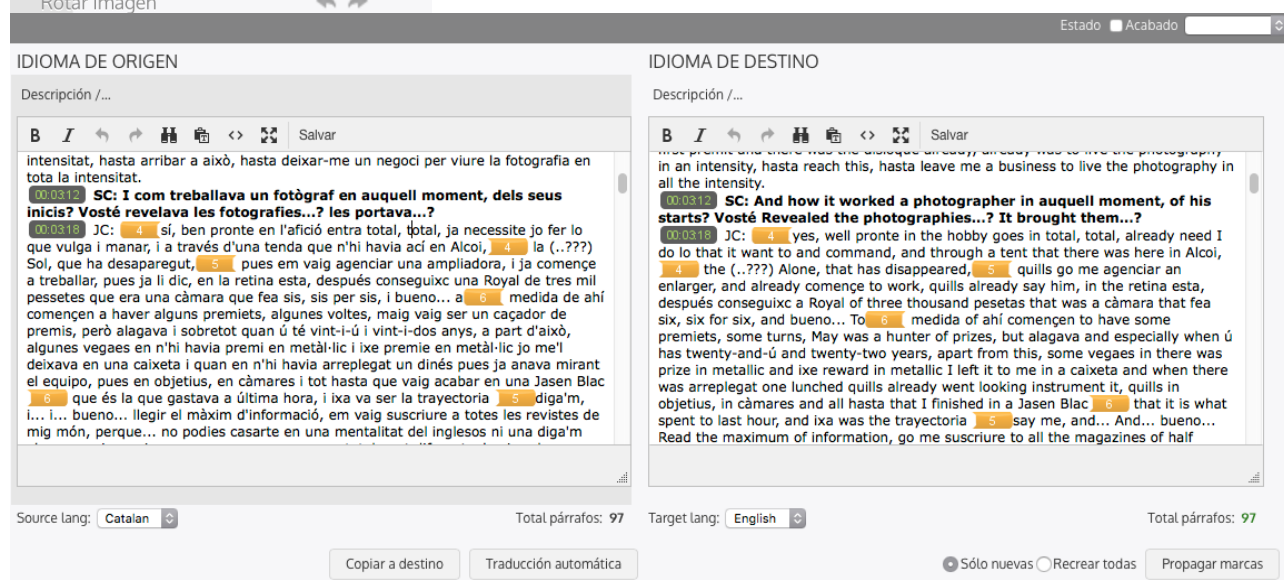 Rotar imagen
Estado Acabado
IDIOMA DE ORIGEN
Descripción /...
B I Salvar
intensitat, hasta arribar a això, hasta deixar-me un negoci per viure la fotografia en
tota la intensitat.
00:03:12 SC: I com treballava un fotògraf en auquell moment, dels seus
inicis? Vosté revelava les fotografies...? les portava...?
00:03:18 JC: 4 sí, ben pronte en l'afició entra total, total, ja necessite jo fer lo
que vulga i manar, i a través d'una tenda que n'hi havia ací en Alcoi, 4 la (..???)
Sol, que ha desaparegut, 5 pues em vaig agenciar una ampliadora, i ja començe
a treballar, pues ja li dic, en la retina esta, después conseguixc una Royal de tres mil
pessetes que era una càmara que fea sis, sis per sis, i bueno... a 6 medida de ahí
començen a haver alguns premiets, algunes voltes, maig vaig ser un caçador de
premis, però alagava i sobretot quan ú té vint-i-ú i vint-i-dos anys, a part d'això,
algunes vegaes en n'hi havia premi en metàl·lic i ixe premie en metàl·lic jo me'l
deixava en una caixeta i quan en n'hi havia arreplegat un dinés pues ja anava mirant
el equipo, pues en objetius, en càmares i tot hasta que vaig acabar en una Jasen Blac
6 que és la que gastava a última hora, i ixa va ser la trayectoria 5 diga'm,
i... i... bueno... llegir el màxim d'informació, em vaig suscriure a totes les revistes de
mig món, perque... no podies casarte en una mentalitat del inglesos ni una diga'm
Source lang: Catalan Total párrafos: 97
Copiar a destino Traducción automática
IDIOMA DE DESTINO
Descripción /...
B I Salvar
in an intensity, hasta reach this, hasta leave me a business to live the photography in
all the intensity.
00:03:12 SC: And how it worked a photographer in auquell moment, of his
starts? Vosté Revealed the photographies...? It brought them...?
00:03:18 JC: 4 yes, well pronte in the hobby goes in total, total, already need I
do lo that it want to and command, and through a tent that there was here in Alcoi,
4 the (..???) Alone, that has disappeared, 5 quills go me agenciar an
enlarger, and already començe to work, quills already say him, in the retina esta,
después conseguixc a Royal of three thousand pesetas that was a càmara that fea
six, six for six, and bueno... To 6 medida of ahí començen to have some
premiets, some turns, May was a hunter of prizes, but alagava and especially when ú
has twenty-and-ú and twenty-two years, apart from this, some vegaes in there was
prize in metallic and ixe reward in metallic I left it to me in a caixeta and when there
was arreplegat one lunched quills already went looking instrument it, quills in
objetius, in càmares and all hasta that I finished in a Jasen Blac 6 that it is what
spent to last hour, and ixa was the trayectoria 5 say me, and... And... bueno...
Read the maximum of information, go me suscriure to all the magazines of half
Target lang: English Total párrafos: 97
Sólo nuevas Recrear todas Propagar marcas